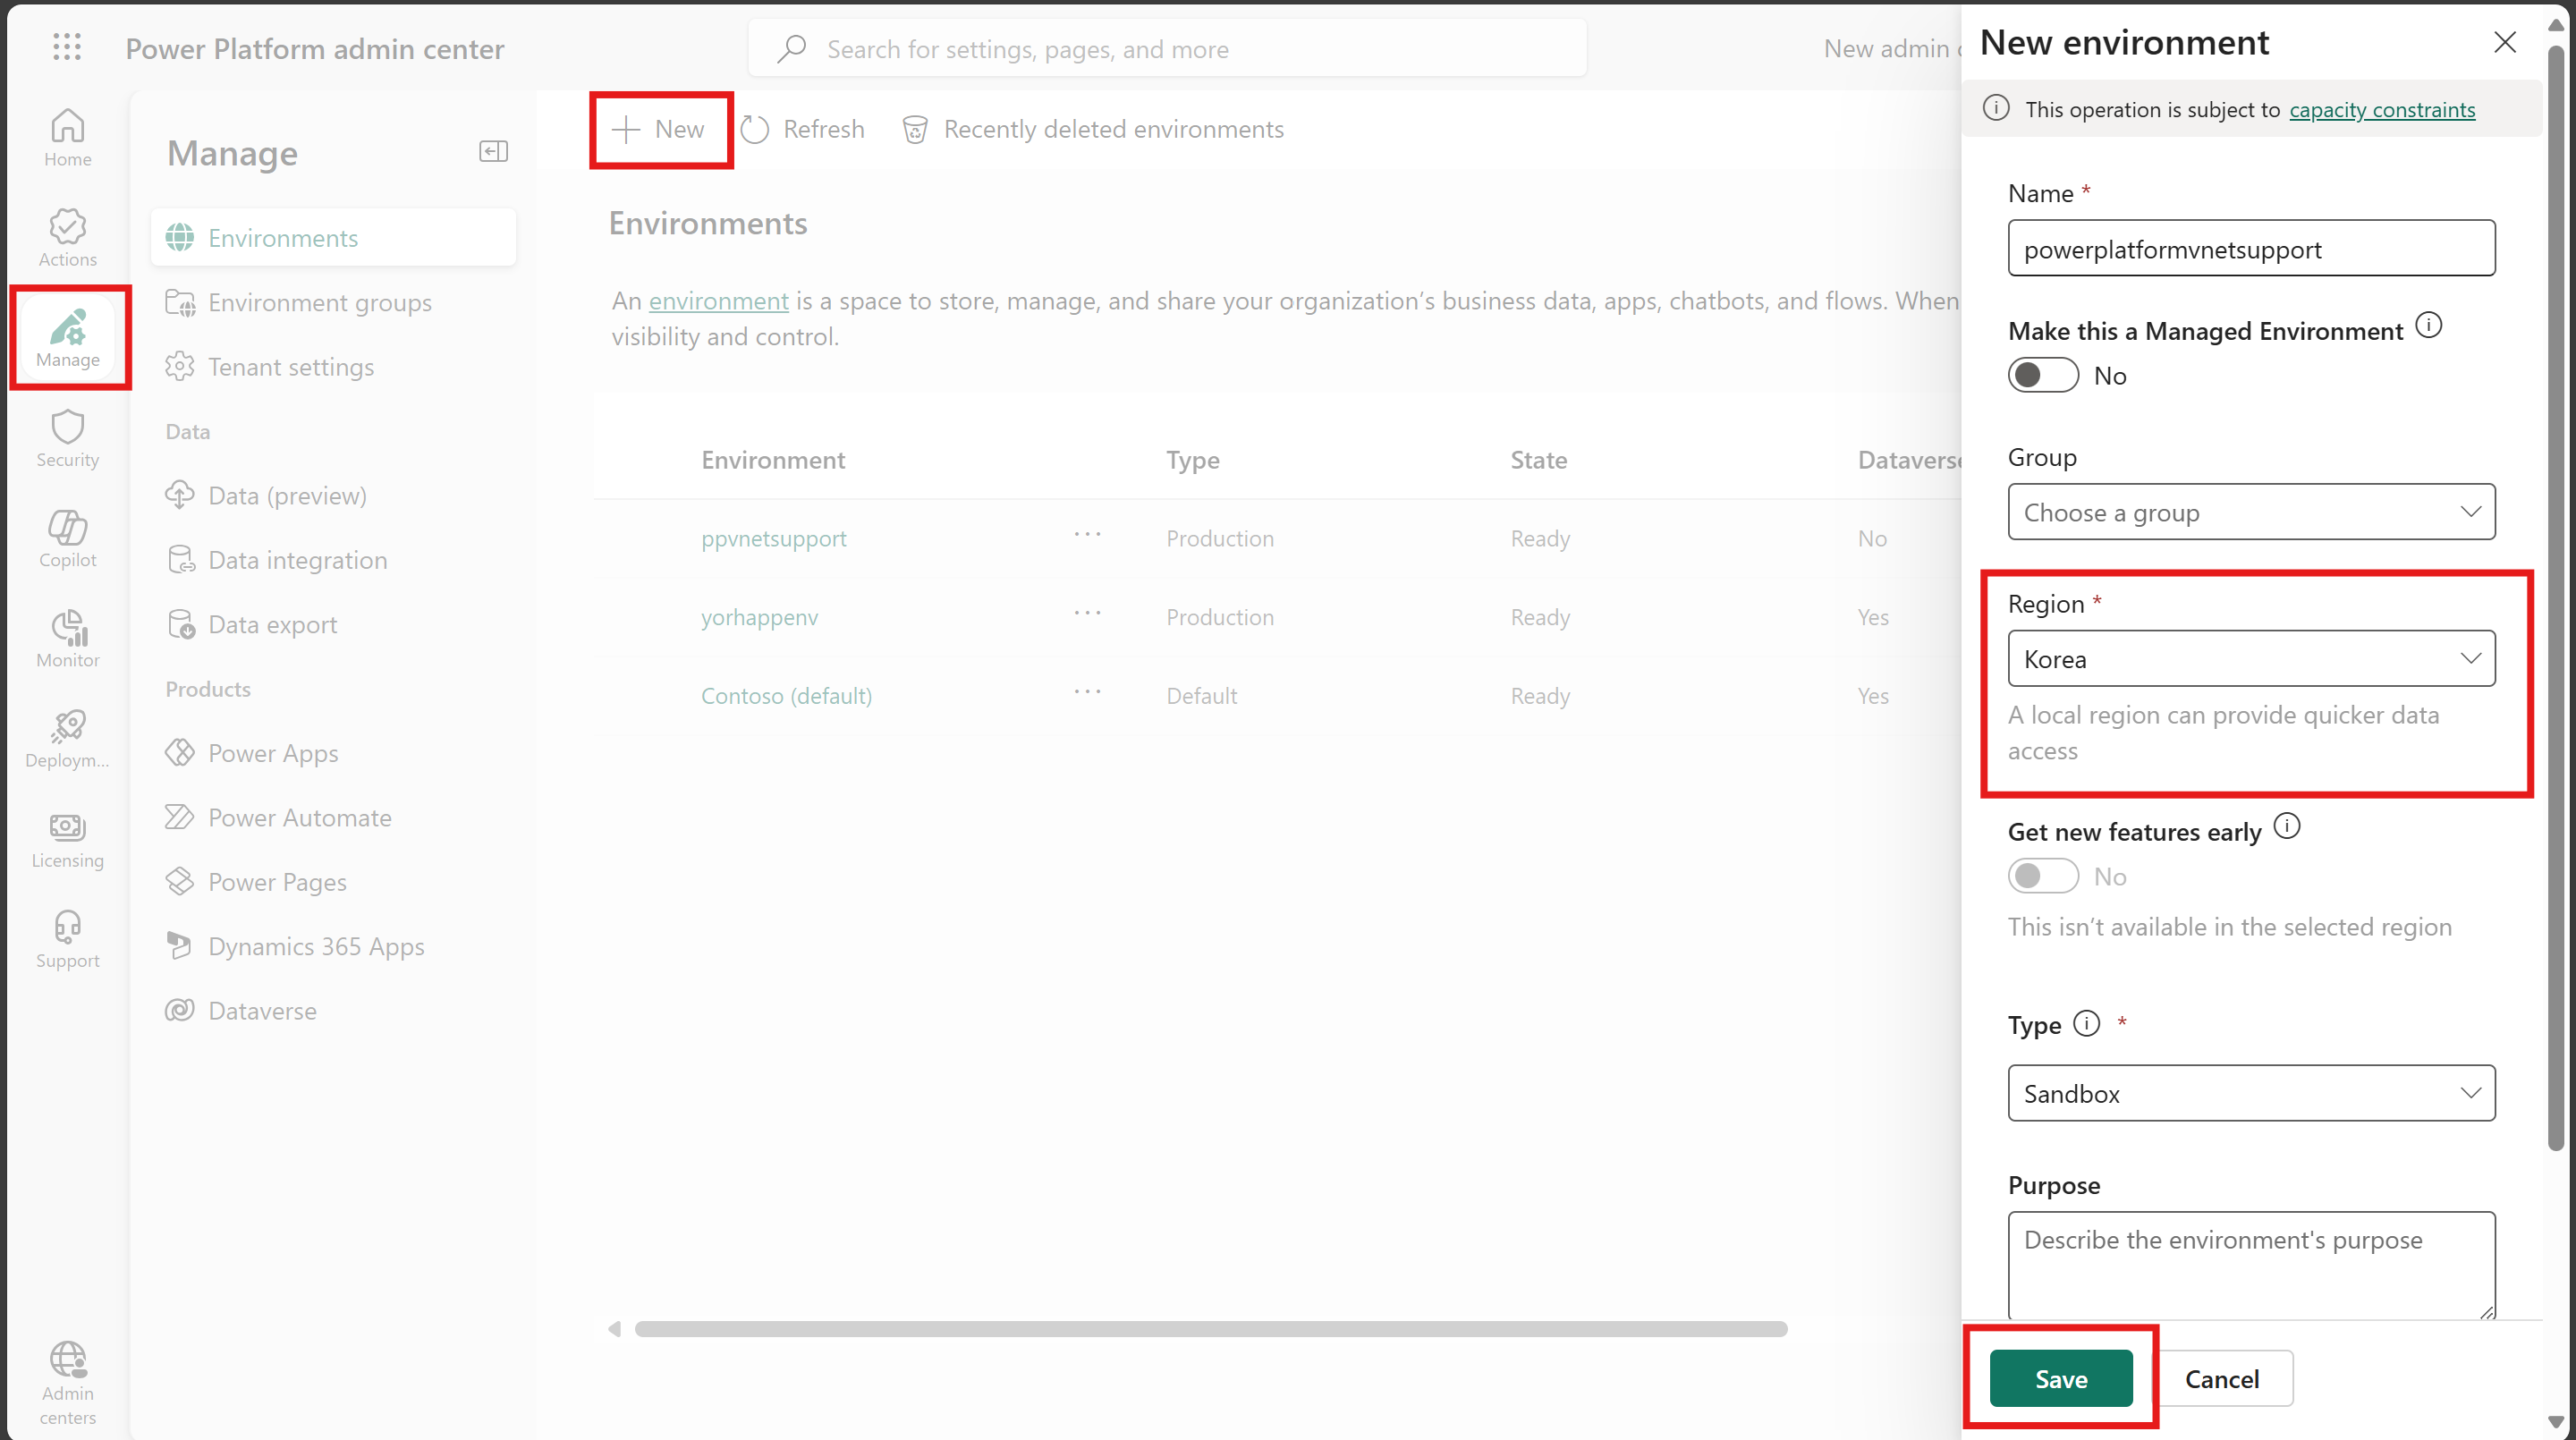 Power Platform admin center
Search for settings, pages, and more
New admin c
Home
Actions
Manage
Security
Copilot
Monitor
Deploym...
Licensing
Support
Admin
centers
Manage
Environments
Environment groups
Tenant settings
Data
Data (preview)
Data integration
Data export
Products
Power Apps
Power Automate
Power Pages
Dynamics 365 Apps
Dataverse
New
Refresh
Recently deleted environments
Environments
An environment is a space to store, manage, and share your organization’s business data, apps, chatbots, and flows. When
visibility and control.
Environment Type State Dataverse
ppvnetsupport ... Production Ready No
yorhappenv ... Production Ready Yes
Contoso (default) ... Default Ready Yes
New environment
This operation is subject to capacity constraints
Name *
powerplatformvnetsupport
Make this a Managed Environment
No
Group
Choose a group
Region *
Korea
A local region can provide quicker data
access
Get new features early
No
This isn’t available in the selected region
Type *
Sandbox
Purpose
Describe the environment's purpose
Save
Cancel